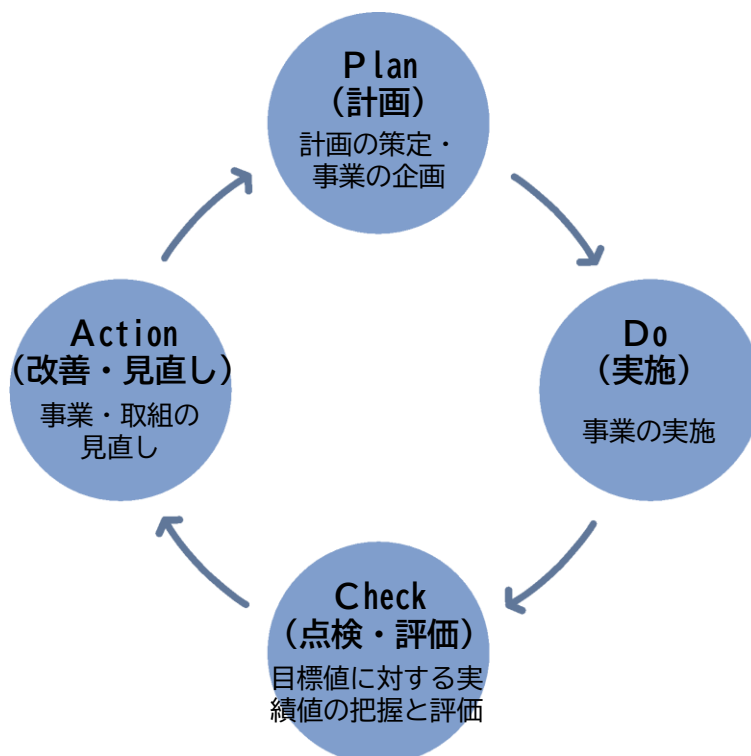 Plan
（計画）
計画の策定・
事業の企画
Do
（実施）
事業の実施
Check
（点検・評価）
目標値に対する実
績値の把握と評価
Action
（改善・見直し）
事業・取組の
見直し